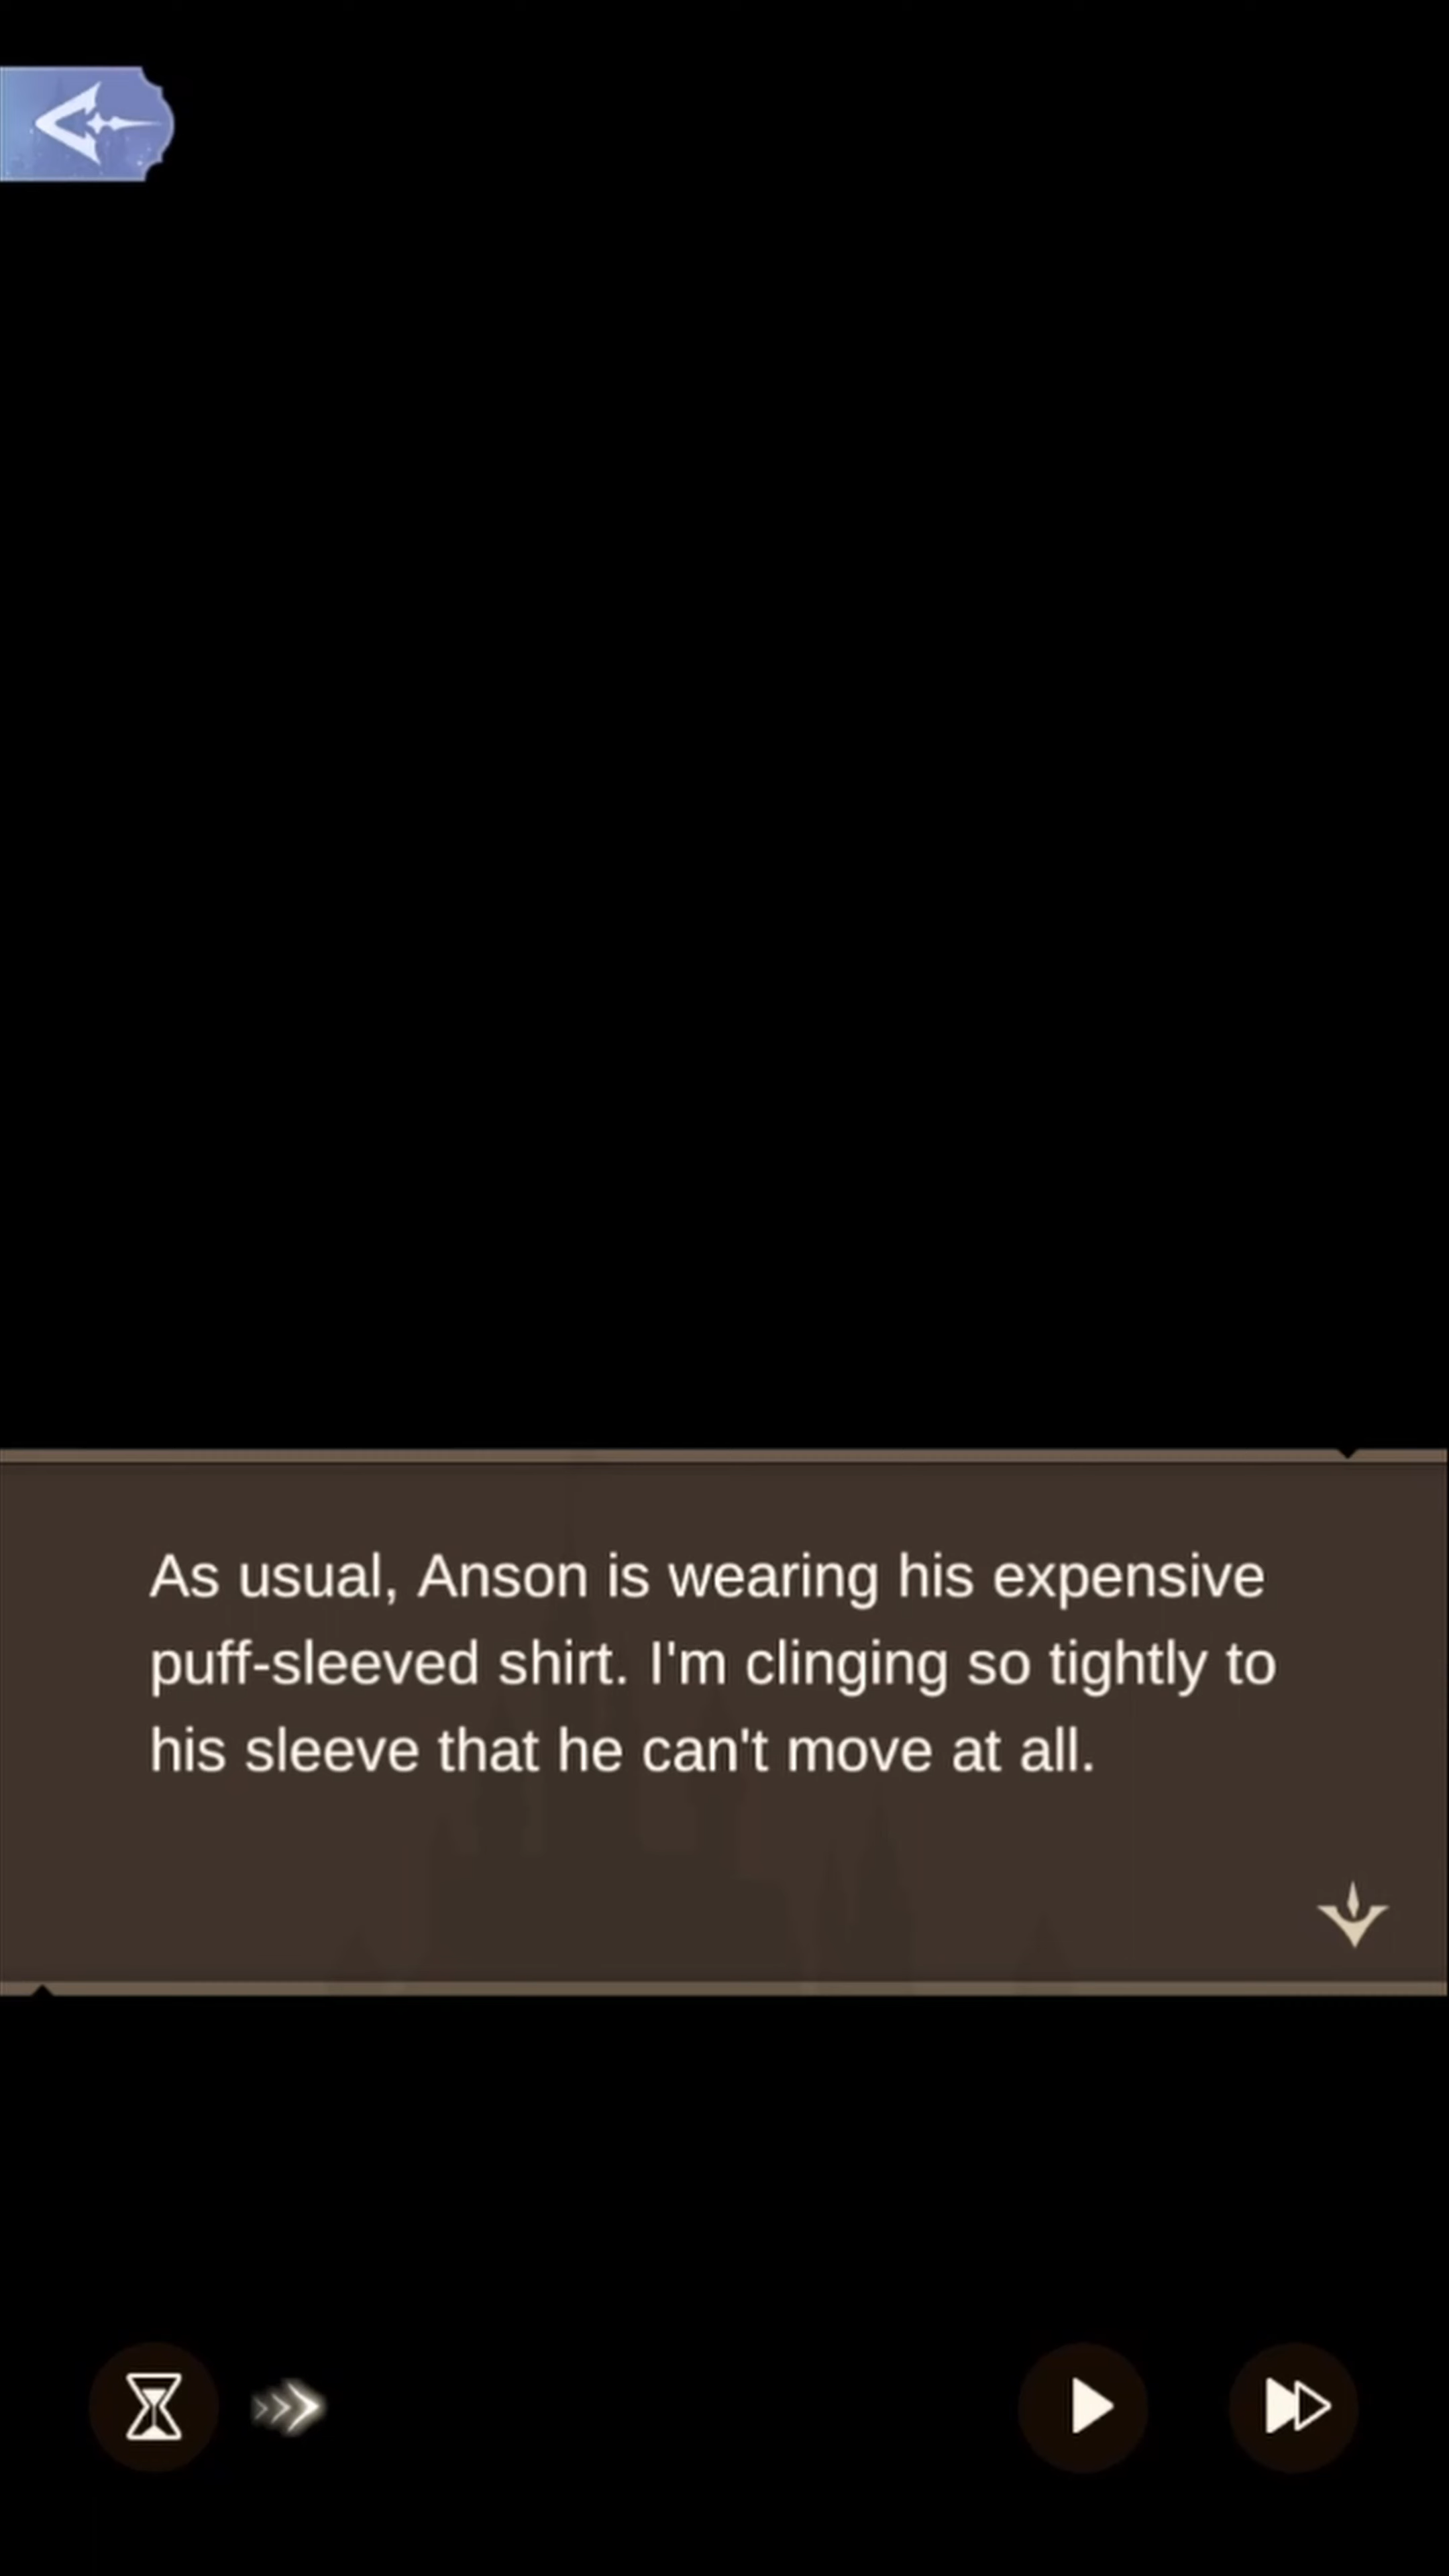 As usual, Anson is wearing his expensive
puff-sleeved shirt. I'm clinging so tightly to
his sleeve that he can't move at all.